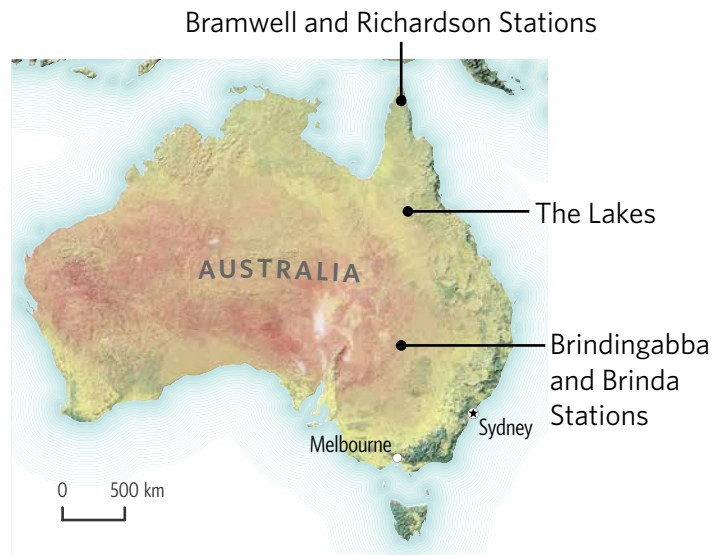 Bramwell and Richardson Stations
The Lakes
AUSTRALIA
Brindingabba
and Brinda
Stations
Sydney
Melbourne
0 500 km